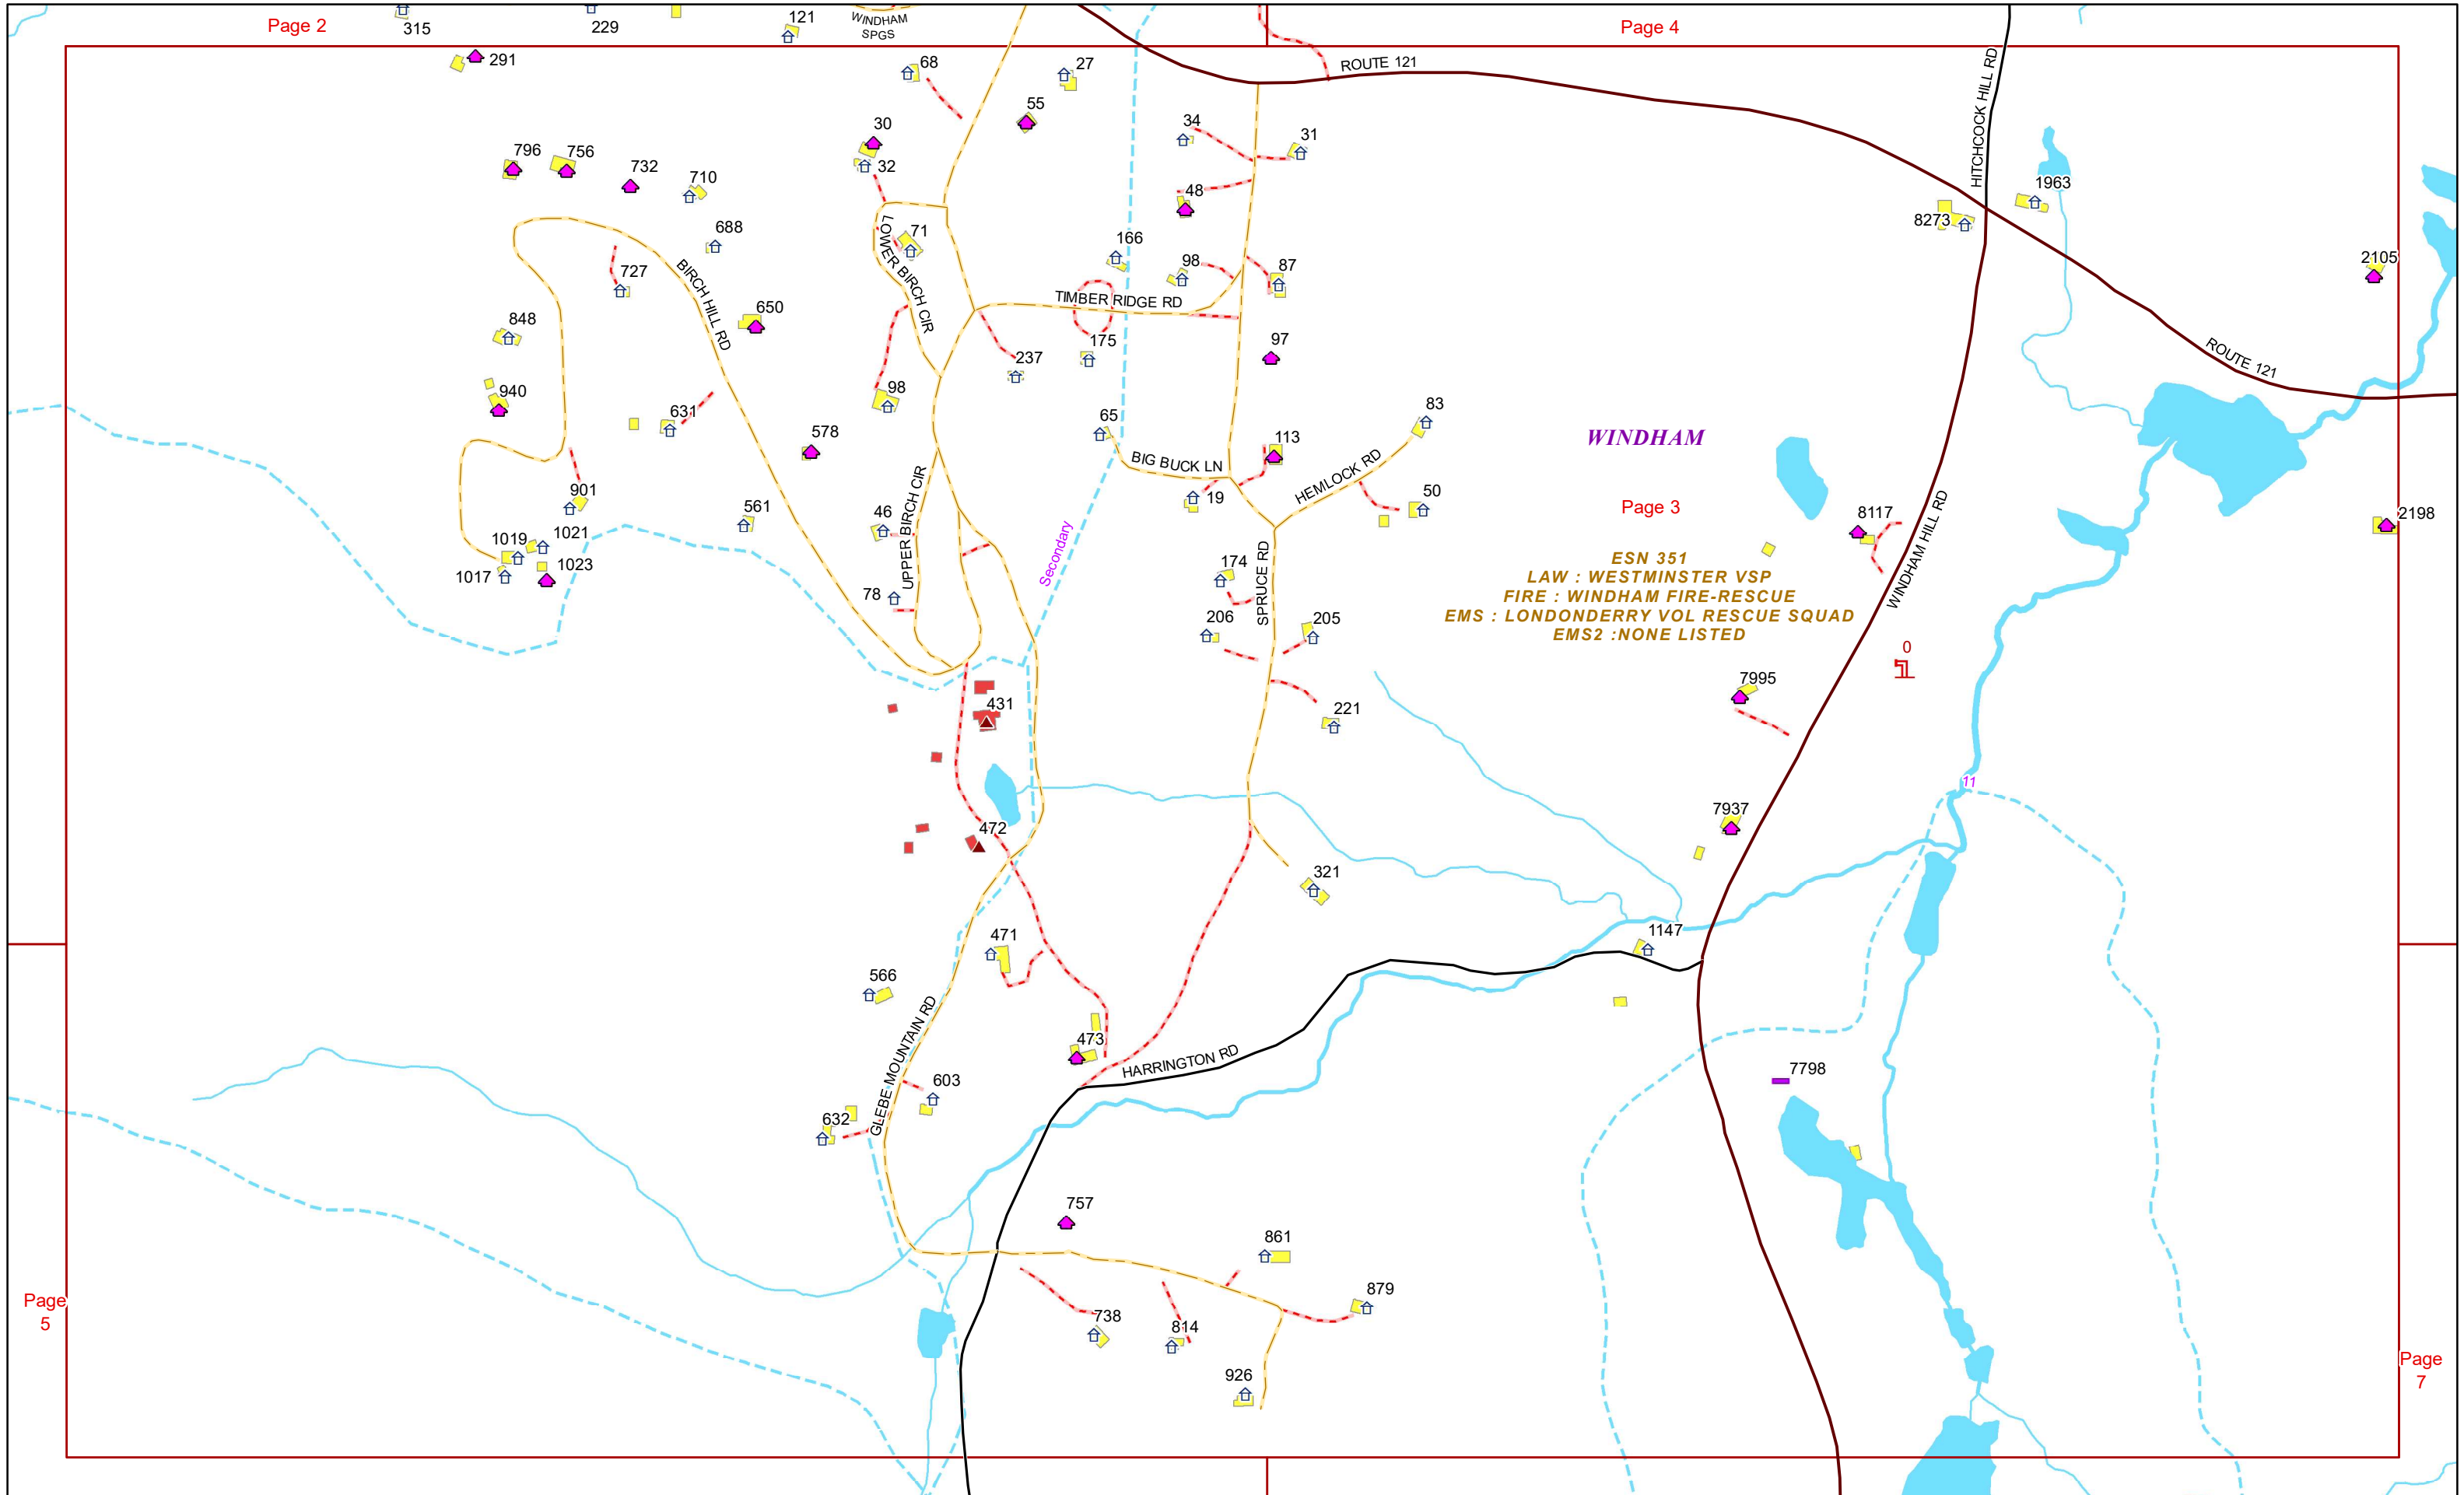 Page 2
315
229
121
WINDHAM
SPGS
Page 4
291
68
27
ROUTE 121
HITCHCOCK HILL RD
55
30
34
31
796
756
732
710
32
48
1963
8273
688
71
166
98
87
2105
727
LOWER BIRCH CIR
BIRCH HILL RD
TIMBER RIDGE RD
650
848
175
97
237
ROUTE 121
940
98
631
65
83
578
113
WINDHAM
BIG BUCK LN
HEMLOCK RD
901
19
50
Page 3
561
46
UPPER BIRCH CIR
8117
2198
1019
1021
1017
1023
Secondary
174
SPRUCE RD
WINDHAM HILL RD
ESN 351
LAW : WESTMINSTER VSP
FIRE : WINDHAM FIRE-RESCUE
EMS : LONDONDERRY VOL RESCUE SQUAD
EMS2 :NONE LISTED
78
206
205
0
1
7995
431
221
11
472
7937
321
471
1147
566
GLEBE MOUNTAIN RD
473
HARRINGTON RD
7798
603
632
757
861
Page
5
879
738
814
Page
7
926